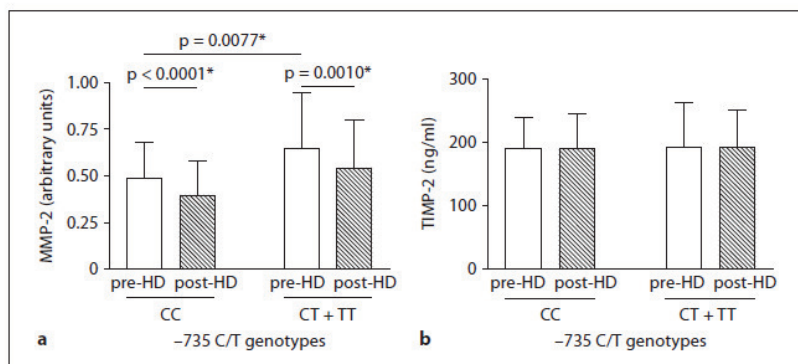 p = 0.0077*
p < 0.0001*
p = 0.0010*
MMP-2 (arbitrary units)
1.00
0.75
0.50
0.25
0
pre-HD post-HD pre-HD post-HD
CC CT + TT
a –735 C/T genotypes
TIMP-2 (ng/ml)
300
200
100
0
pre-HD post-HD pre-HD post-HD
CC CT + TT
b –735 C/T genotypes